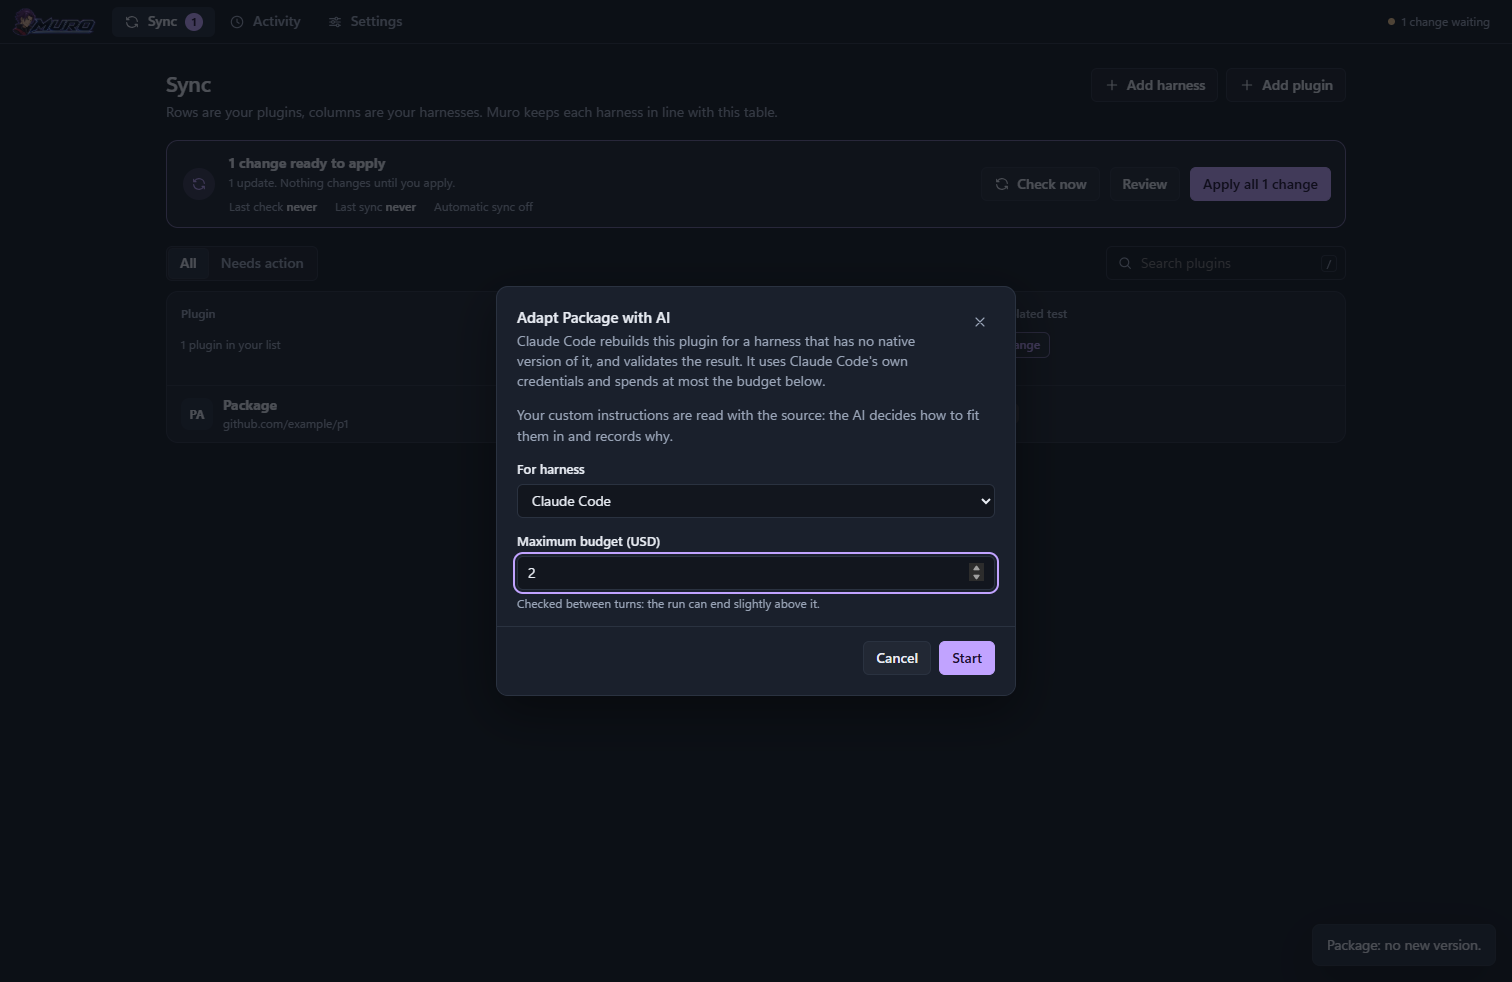 MURO
Sync 1
Activity
Settings
1 change waiting
Sync
Rows are your plugins, columns are your harnesses. Muro keeps each harness in line with this table.
+ Add harness
+ Add plugin
1 change ready to apply
1 update. Nothing changes until you apply.
Last check never Last sync never Automatic sync off
Check now
Review
Apply all 1 change
All
Needs action
Search plugins
/
Plugin
1 plugin in your list
lated test
ange
PA
Package
github.com/example/p1
Adapt Package with AI
Claude Code rebuilds this plugin for a harness that has no native
version of it, and validates the result. It uses Claude Code's own
credentials and spends at most the budget below.
Your custom instructions are read with the source: the AI decides how to fit
them in and records why.
For harness
Claude Code
Maximum budget (USD)
2
Checked between turns: the run can end slightly above it.
Cancel
Start
Package: no new version.